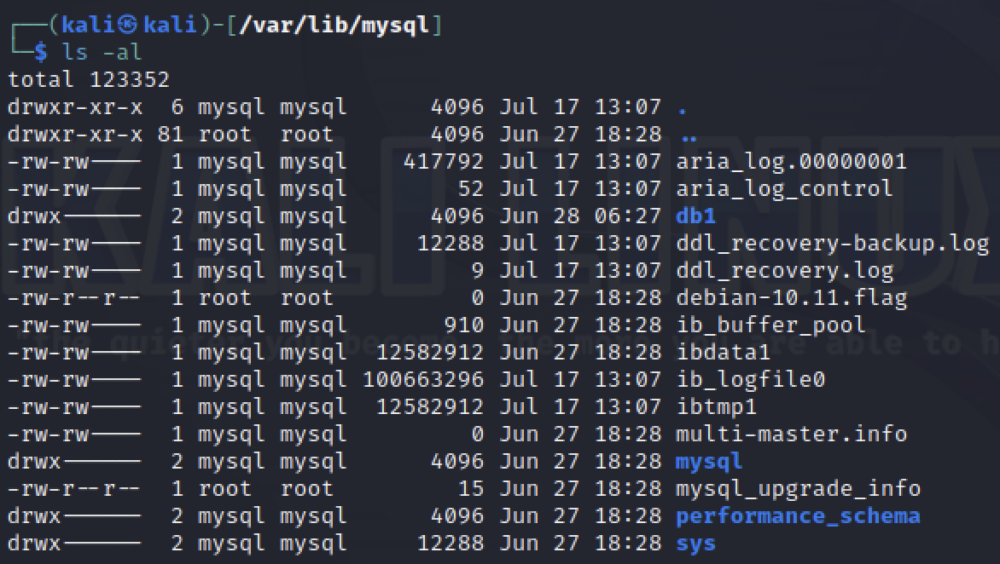 ┌──(kali㉿kali)-[/var/lib/mysql]
└─$ ls -al
total 123352
drwxr-xr-x  6 mysql mysql      4096 Jul 17 13:07 .
drwxr-xr-x 81 root  root       4096 Jun 27 18:28 ..
-rw-rw----  1 mysql mysql    417792 Jul 17 13:07 aria_log.00000001
-rw-rw----  1 mysql mysql        52 Jul 17 13:07 aria_log_control
drwx------  2 mysql mysql      4096 Jun 28 06:27 db1
-rw-rw----  1 mysql mysql     12288 Jul 17 13:07 ddl_recovery-backup.log
-rw-rw----  1 mysql mysql         9 Jul 17 13:07 ddl_recovery.log
-rw-r--r--  1 root  root          0 Jun 27 18:28 debian-10.11.flag
-rw-rw----  1 mysql mysql       910 Jun 27 18:28 ib_buffer_pool
-rw-rw----  1 mysql mysql  12582912 Jun 27 18:28 ibdata1
-rw-rw----  1 mysql mysql 100663296 Jul 17 13:07 ib_logfile0
-rw-rw----  1 mysql mysql  12582912 Jul 17 13:07 ibtmp1
-rw-rw----  1 mysql mysql         0 Jun 27 18:28 multi-master.info
drwx------  2 mysql mysql      4096 Jun 27 18:28 mysql
-rw-r--r--  1 root  root         15 Jun 27 18:28 mysql_upgrade_info
drwx------  2 mysql mysql      4096 Jun 27 18:28 performance_schema
drwx------  2 mysql mysql     12288 Jun 27 18:28 sys